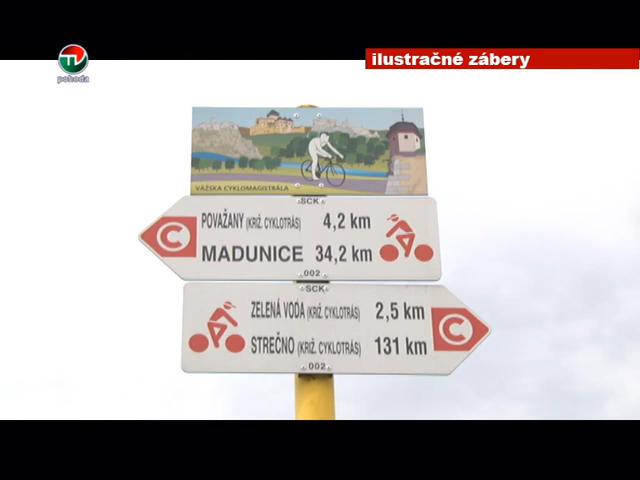 TV
pohoda
ilustračné zábery
VÁŽSKA CYKLOMAGISTRÁLA
SCK
POVAŽANY (KRIŽ. CYKLOTRÁS) 4,2 km
C
MADUNICE 34,2 km
002
SCK
ZELENÁ VODA (KRIŽ. CYKLOTRÁS) 2,5 km
C
STREČNO (KRIŽ. CYKLOTRÁS) 131 km
002